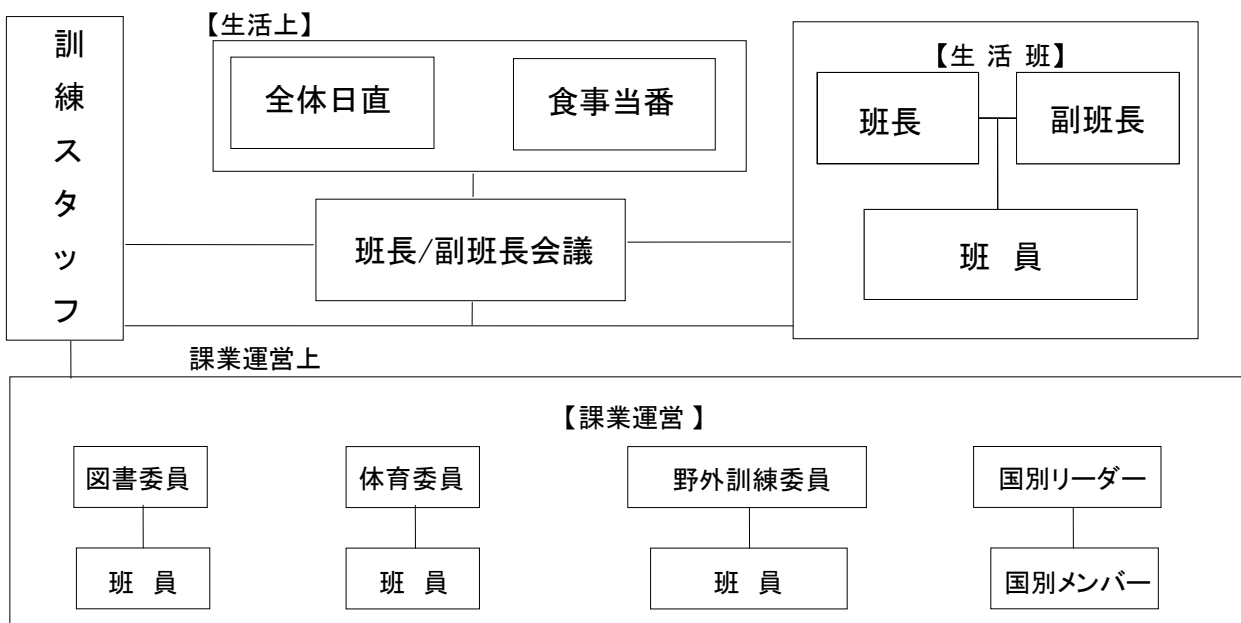 訓練スタッフ
【生活上】
全体日直
食事当番
【生 活 班】
班長
副班長
班 員
班長/副班長会議
課業運営上
【課業運営 】
図書委員
体育委員
野外訓練委員
国別リーダー
班 員
班 員
班 員
国別メンバー